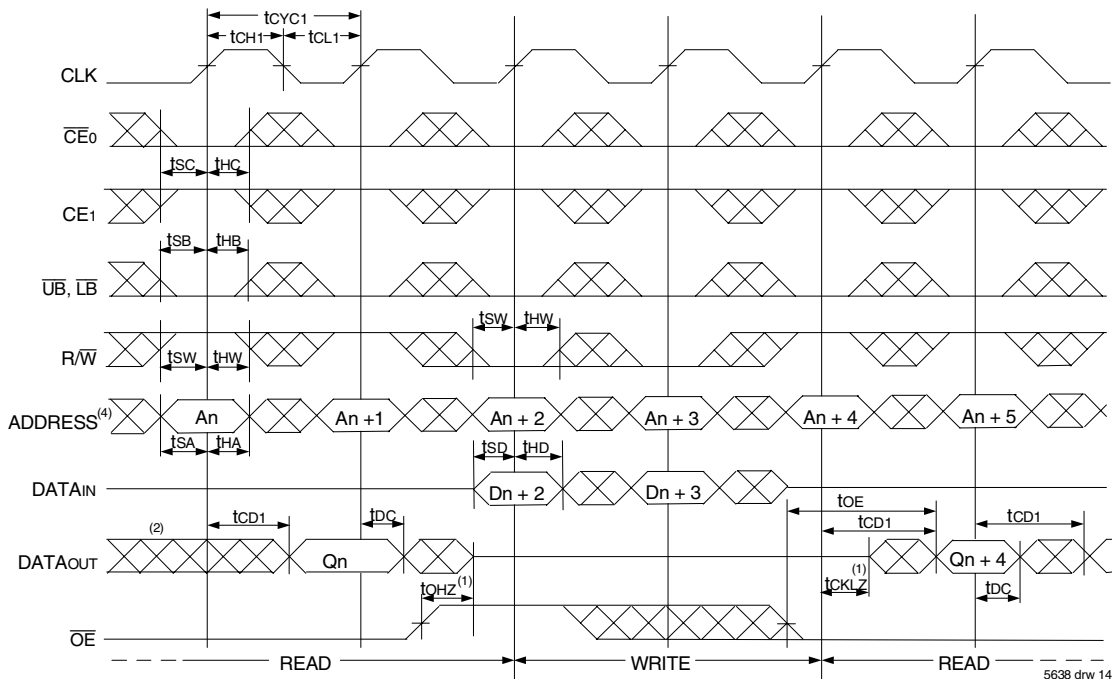 tCYC1
tCH1 tCL1
CLK
CE0
tSC tHC
CE1
tSB tHB
UB, LB
tSW tHW
R/W
tSW tHW
ADDRESS(4) An An +1 An + 2 An + 3 An + 4 An + 5
tSA tHA
tSD tHD
DATAIN Dn + 2 Dn + 3
tOE
(2) tCD1 tDC tCD1 tCD1
DATAOUT Qn Qn + 4
tOHZ(1) tCKLZ(1) tDC
OE
READ WRITE READ
5638 drw 14